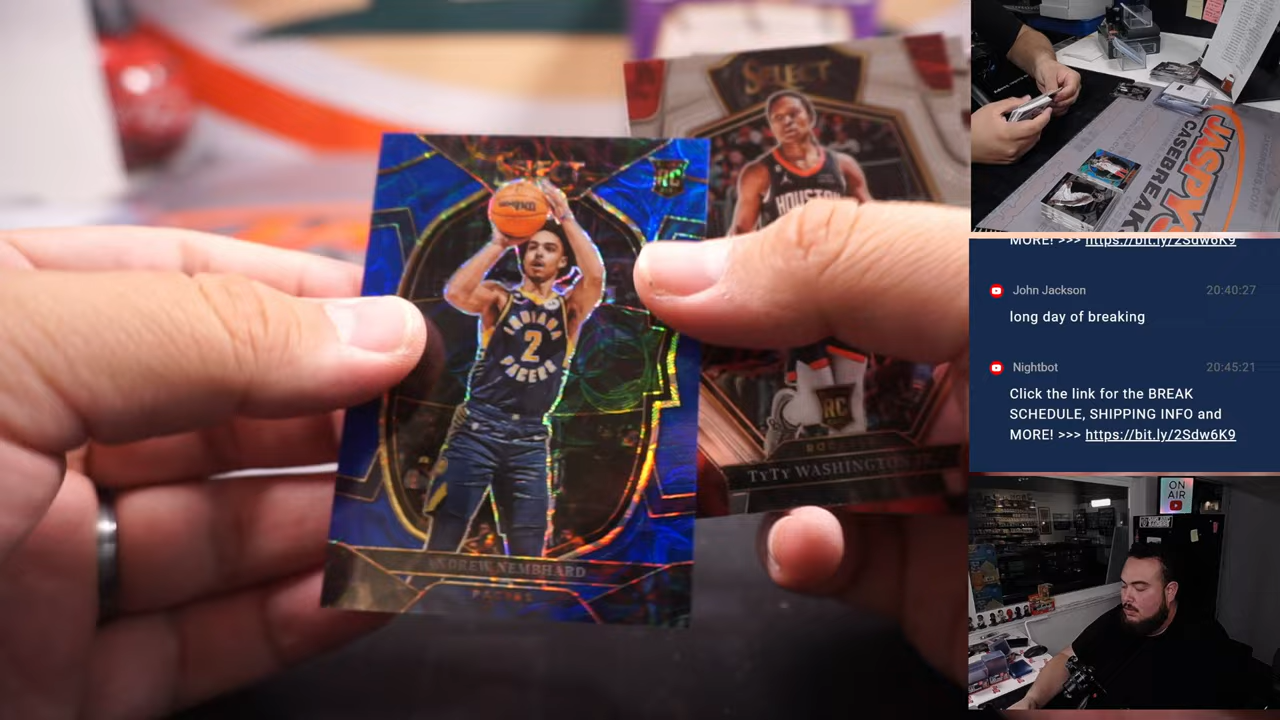 SELECT
RC
INDIANA
2
PACERS
ANDREW NEMBHARD
PACERS
SELECT
HOUSTON
RC
TYTY WASHINGTON JR.
JASPY'S
CASEBREAK
MORE! >>> https://bit.ly/2Sdw6K9
John Jackson 20:40:27
long day of breaking
Nightbot 20:45:21
Click the link for the BREAK
SCHEDULE, SHIPPING INFO and
MORE! >>> https://bit.ly/2Sdw6K9
ON
AIR